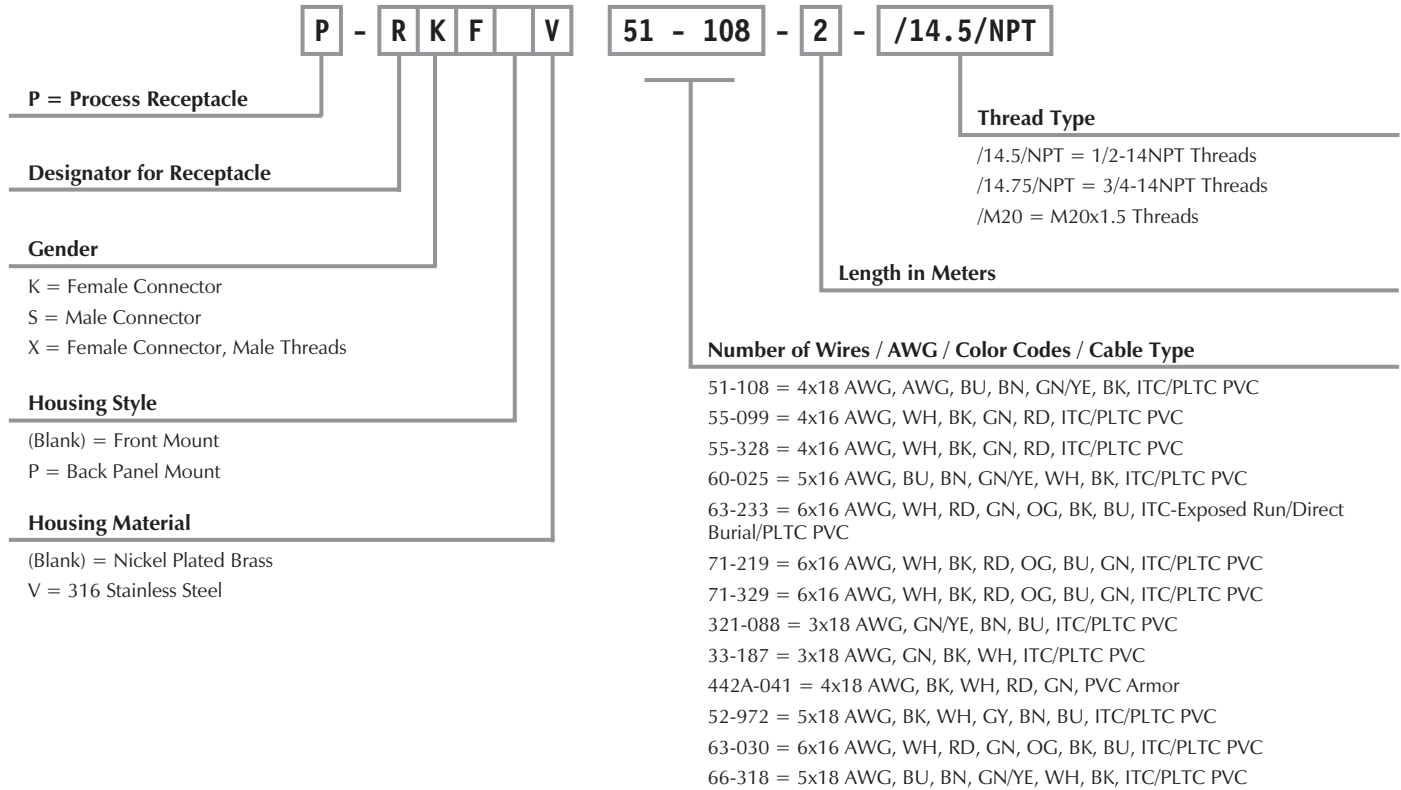 P - R K F V 51 - 108 - 2 - /14.5/NPT
P = Process Receptacle
Designator for Receptacle
Gender
K = Female Connector
S = Male Connector
X = Female Connector, Male Threads
Housing Style
(Blank) = Front Mount
P = Back Panel Mount
Housing Material
(Blank) = Nickel Plated Brass
V = 316 Stainless Steel
Thread Type
/14.5/NPT = 1/2-14NPT Threads
/14.75/NPT = 3/4-14NPT Threads
/M20 = M20x1.5 Threads
Length in Meters
Number of Wires / AWG / Color Codes / Cable Type
51-108 = 4x18 AWG, AWG, BU, BN, GN/YE, BK, ITC/PLTC PVC
55-099 = 4x16 AWG, WH, BK, GN, RD, ITC/PLTC PVC
55-328 = 4x16 AWG, WH, BK, GN, RD, ITC/PLTC PVC
60-025 = 5x16 AWG, BU, BN, GN/YE, WH, BK, ITC/PLTC PVC
63-233 = 6x16 AWG, WH, RD, GN, OG, BK, BU, ITC-Exposed Run/Direct
Burial/PLTC PVC
71-219 = 6x16 AWG, WH, BK, RD, OG, BU, GN, ITC/PLTC PVC
71-329 = 6x16 AWG, WH, BK, RD, OG, BU, GN, ITC/PLTC PVC
321-088 = 3x18 AWG, GN/YE, BN, BU, ITC/PLTC PVC
33-187 = 3x18 AWG, GN, BK, WH, ITC/PLTC PVC
442A-041 = 4x18 AWG, BK, WH, RD, GN, PVC Armor
52-972 = 5x18 AWG, BK, WH, GY, BN, BU, ITC/PLTC PVC
63-030 = 6x16 AWG, WH, RD, GN, OG, BK, BU, ITC/PLTC PVC
66-318 = 5x18 AWG, BU, BN, GN/YE, WH, BK, ITC/PLTC PVC